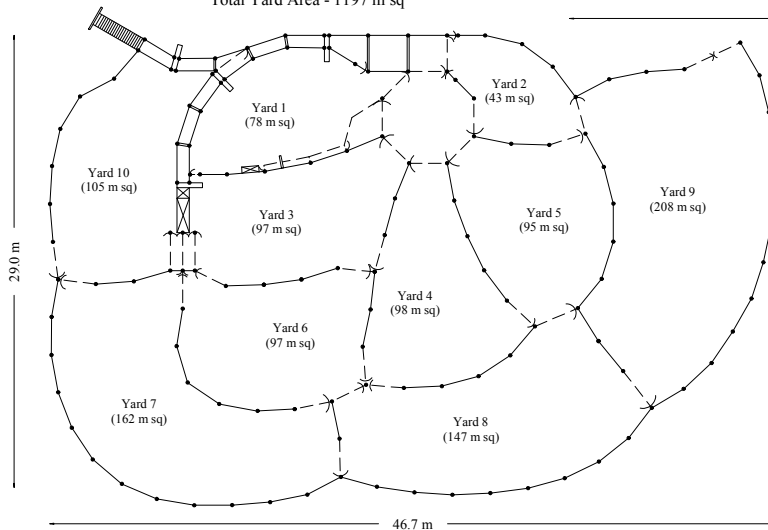 Total Yard Area - 1197 m sq
Yard 2
(43 m sq)
Yard 1
(78 m sq)
Yard 10
(105 m sq)
Yard 9
(208 m sq)
Yard 3
(97 m sq)
Yard 5
(95 m sq)
29.0 m
Yard 4
(98 m sq)
Yard 6
(97 m sq)
Yard 7
(162 m sq)
Yard 8
(147 m sq)
46.7 m